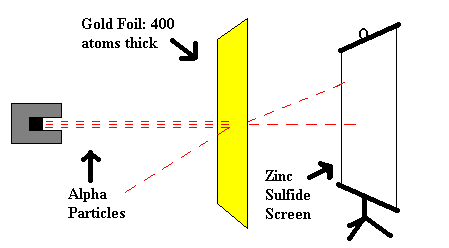 Gold Foil: 400
atoms thick
Alpha
Particles
Zinc
Sulfide
Screen